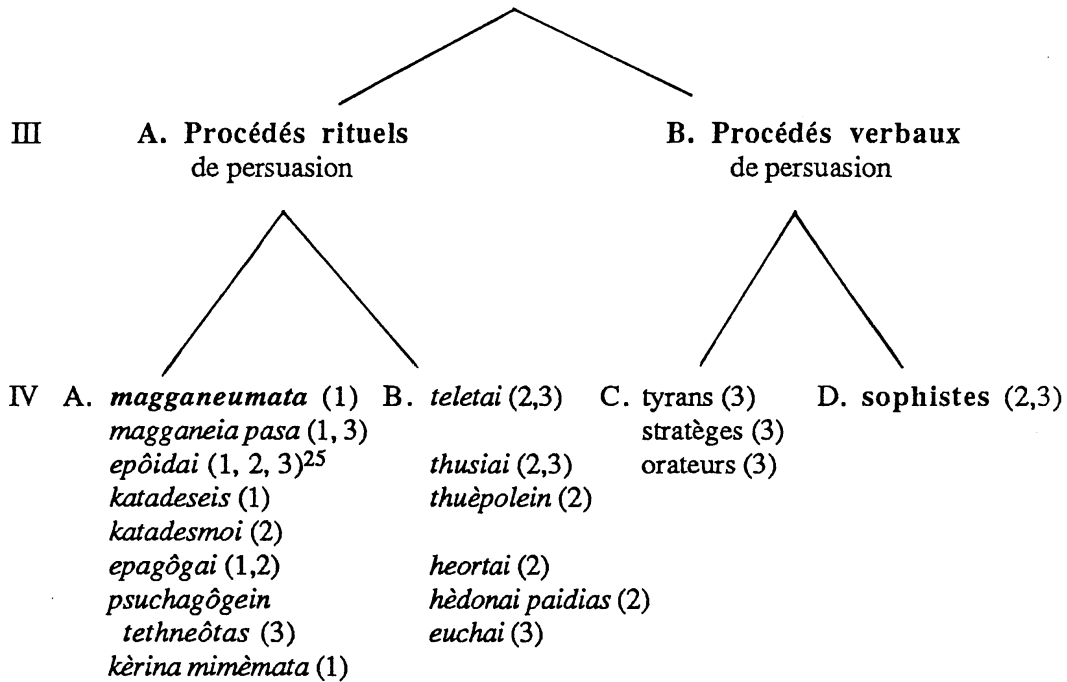 III A. Procédés rituels B. Procédés verbaux
de persuasion de persuasion
IV A. magganeumata (1) B. teletai (2,3) C. tyrans (3) D. sophistes (2,3)
magganeia pasa (1, 3) stratèges (3)
epôidai (1, 2, 3)25 thusiai (2,3) orateurs (3)
katadeseis (1) thuèpolein (2)
katadesmoi (2)
epagôgai (1,2) heortai (2)
psuchagôgein hèdonai paidias (2)
tethneôtas (3) euchai (3)
kèrina mimèmata (1)